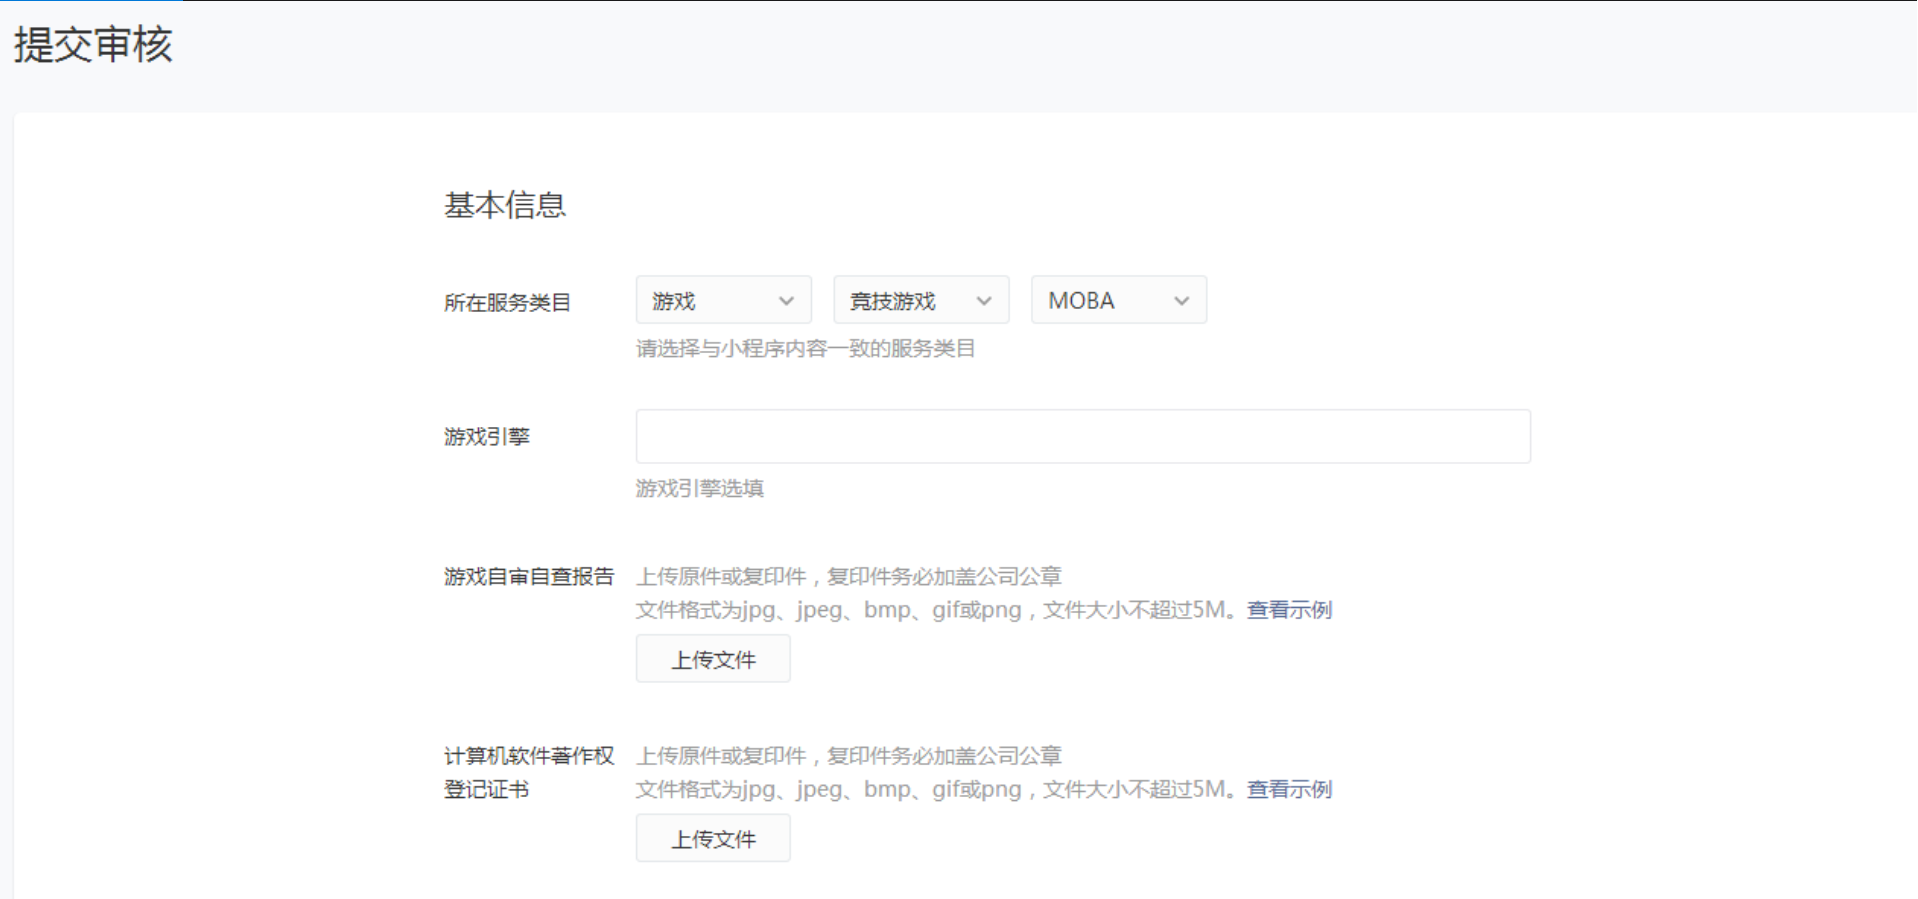 提交审核
基本信息
所在服务类目 游戏 竞技游戏 MOBA
请选择与小程序内容一致的服务类目
游戏引擎
游戏引擎选填
游戏自审自查报告 上传原件或复印件，复印件务必加盖公司公章
文件格式为jpg、jpeg、bmp、gif或png，文件大小不超过5M。查看示例
上传文件
计算机软件著作权 上传原件或复印件，复印件务必加盖公司公章
登记证书 文件格式为jpg、jpeg、bmp、gif或png，文件大小不超过5M。查看示例
上传文件